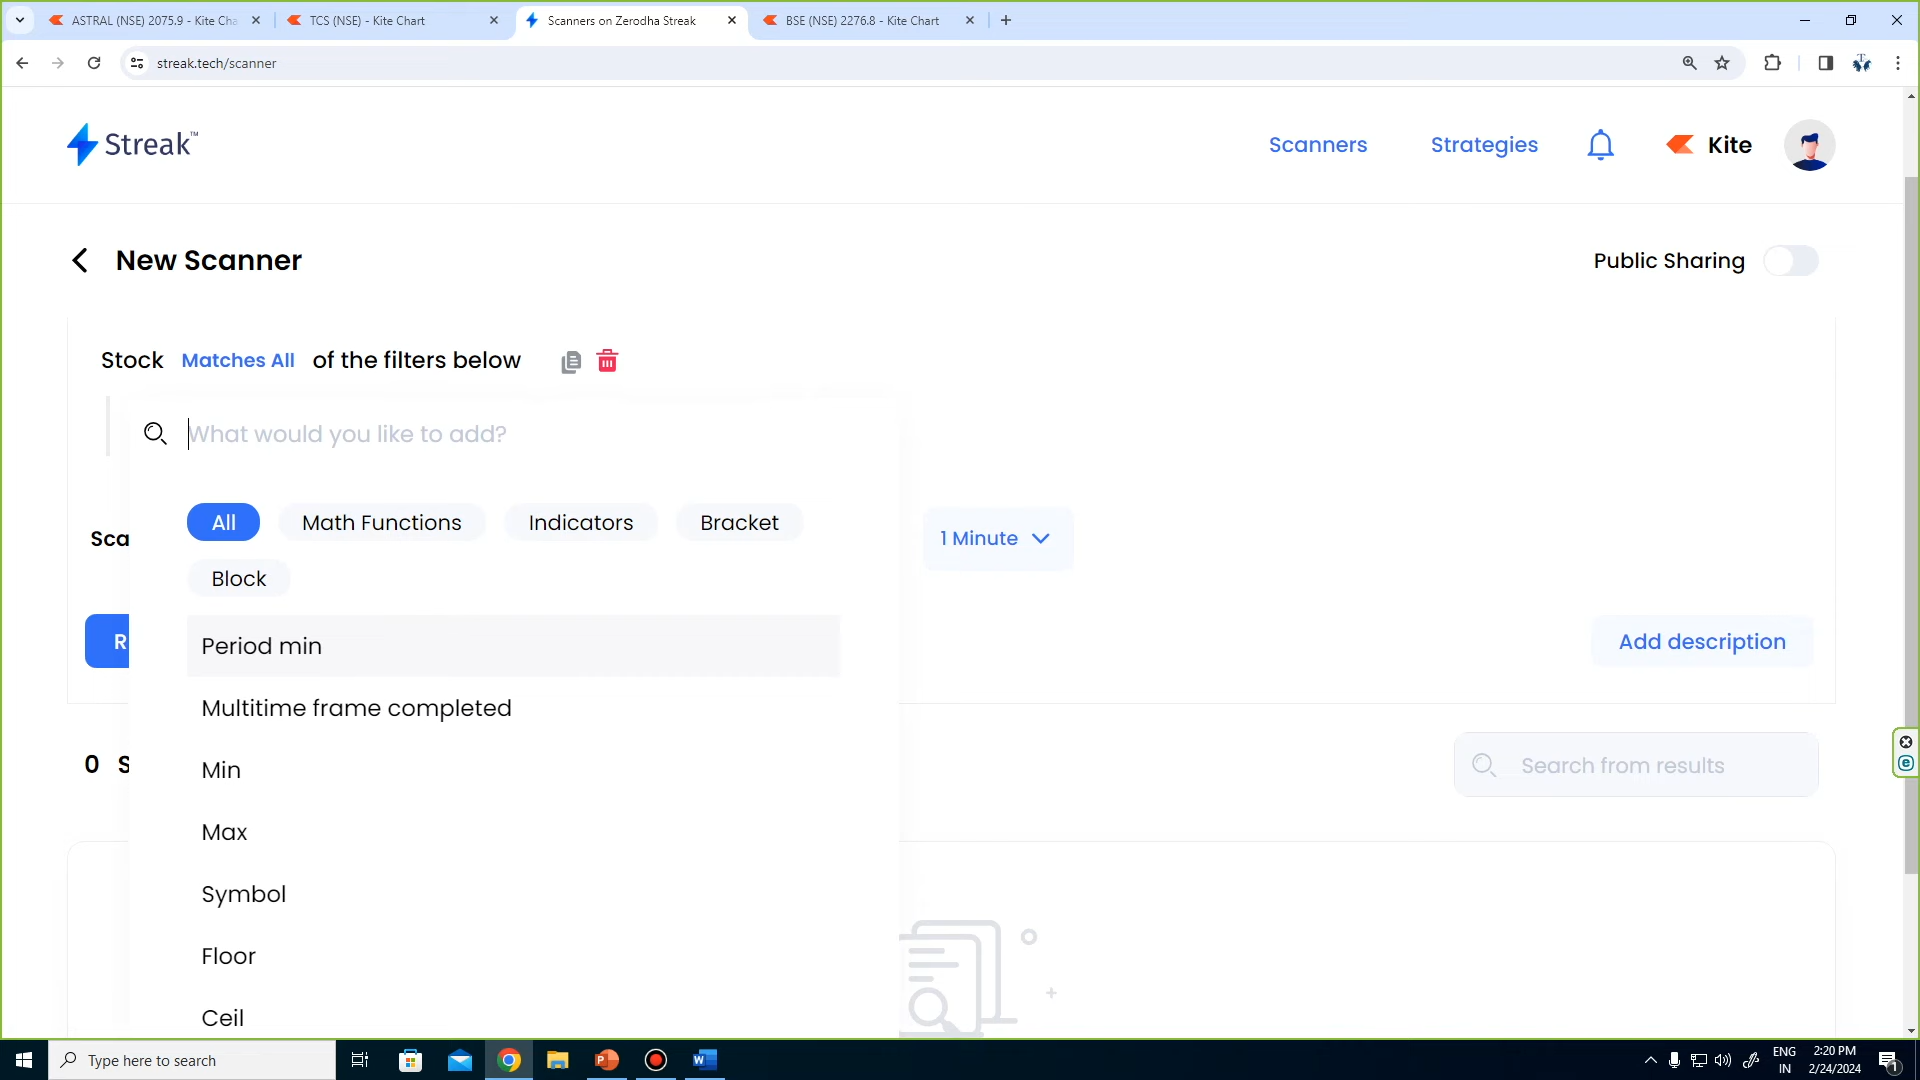 ASTRAL (NSE) 2075.9 - Kite Cha
TCS (NSE) - Kite Chart
Scanners on Zerodha Streak
BSE (NSE) 2276.8 - Kite Chart
streak.tech/scanner
Streak™
Scanners
Strategies
Kite
New Scanner
Public Sharing
Stock Matches All of the filters below
What would you like to add?
All
Math Functions
Indicators
Bracket
Sca
1 Minute
Block
R
Period min
Add description
Multitime frame completed
0 S
Min
Search from results
Max
Symbol
Floor
Ceil
Type here to search
ENG
IN
2:20 PM
2/24/2024
1